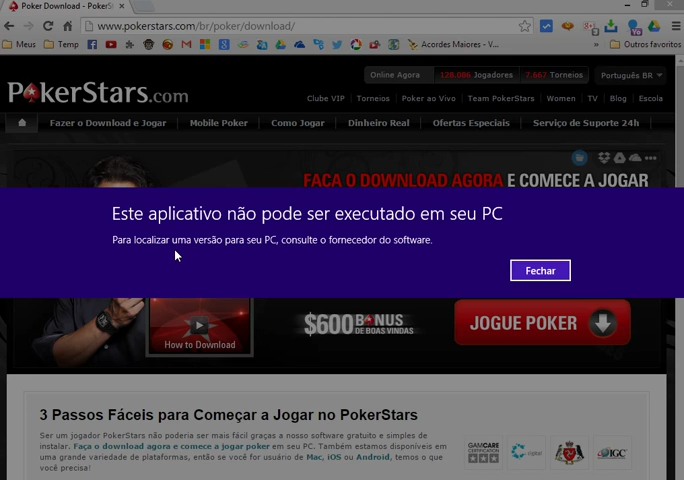 Poker Download - PokerSt
www.pokerstars.com/br/poker/download/
Meus
Temp
Acordes Maiores - V...
Outros favoritos
PokerStars.com
Online Agora
128.086 Jogadores
7.667 Torneios
Português BR
Clube VIP
Torneios
Poker ao Vivo
Team PokerStars
Women
TV
Blog
Escola
Fazer o Download e Jogar
Mobile Poker
Como Jogar
Dinheiro Real
Ofertas Especiais
Serviço de Suporte 24h
FAÇA O DOWNLOAD AGORA E COMECE A JOGAR
Este aplicativo não pode ser executado em seu PC
Para localizar uma versão para seu PC, consulte o fornecedor do software.
Fechar
How to Download
$600 BONUS
DE BOAS VINDAS
JOGUE POKER
3 Passos Fáceis para Começar a Jogar no PokerStars
Ser um jogador PokerStars não poderia ser mais fácil graças a nosso software gratuito e simples de
instalar. Faça o download agora e comece a jogar poker em seu PC. Também estamos disponíveis em
uma grande variedade de plataformas, então se você for usuário de Mac, iOS ou Android, temos o que
você precisa!
GAMCARE
CERTIFICATION
IGC